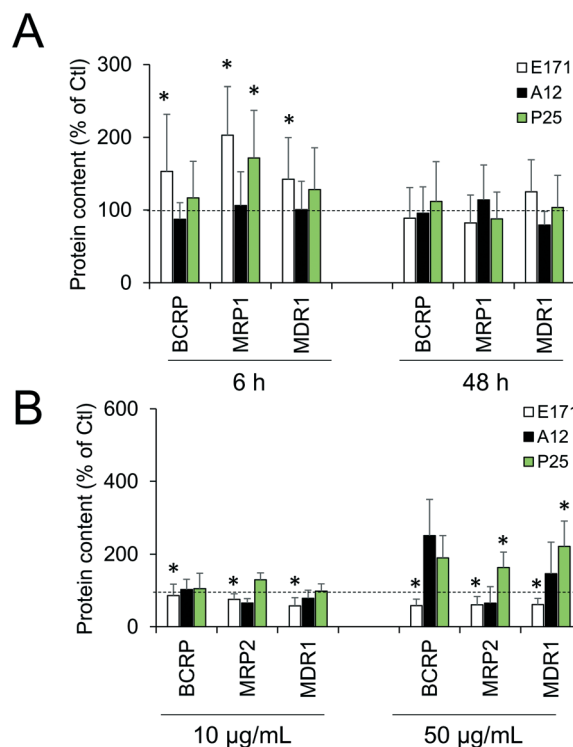 A
Protein content (% of Ctl)
300
200
100
0
E171
A12
P25
* * * *
BCRP
MRP1
MDR1
BCRP
MRP1
MDR1
6 h
48 h
B
Protein content (% of Ctl)
600
400
200
0
E171
A12
P25
* * * * * * * *
BCRP
MRP2
MDR1
BCRP
MRP2
MDR1
10 µg/mL
50 µg/mL